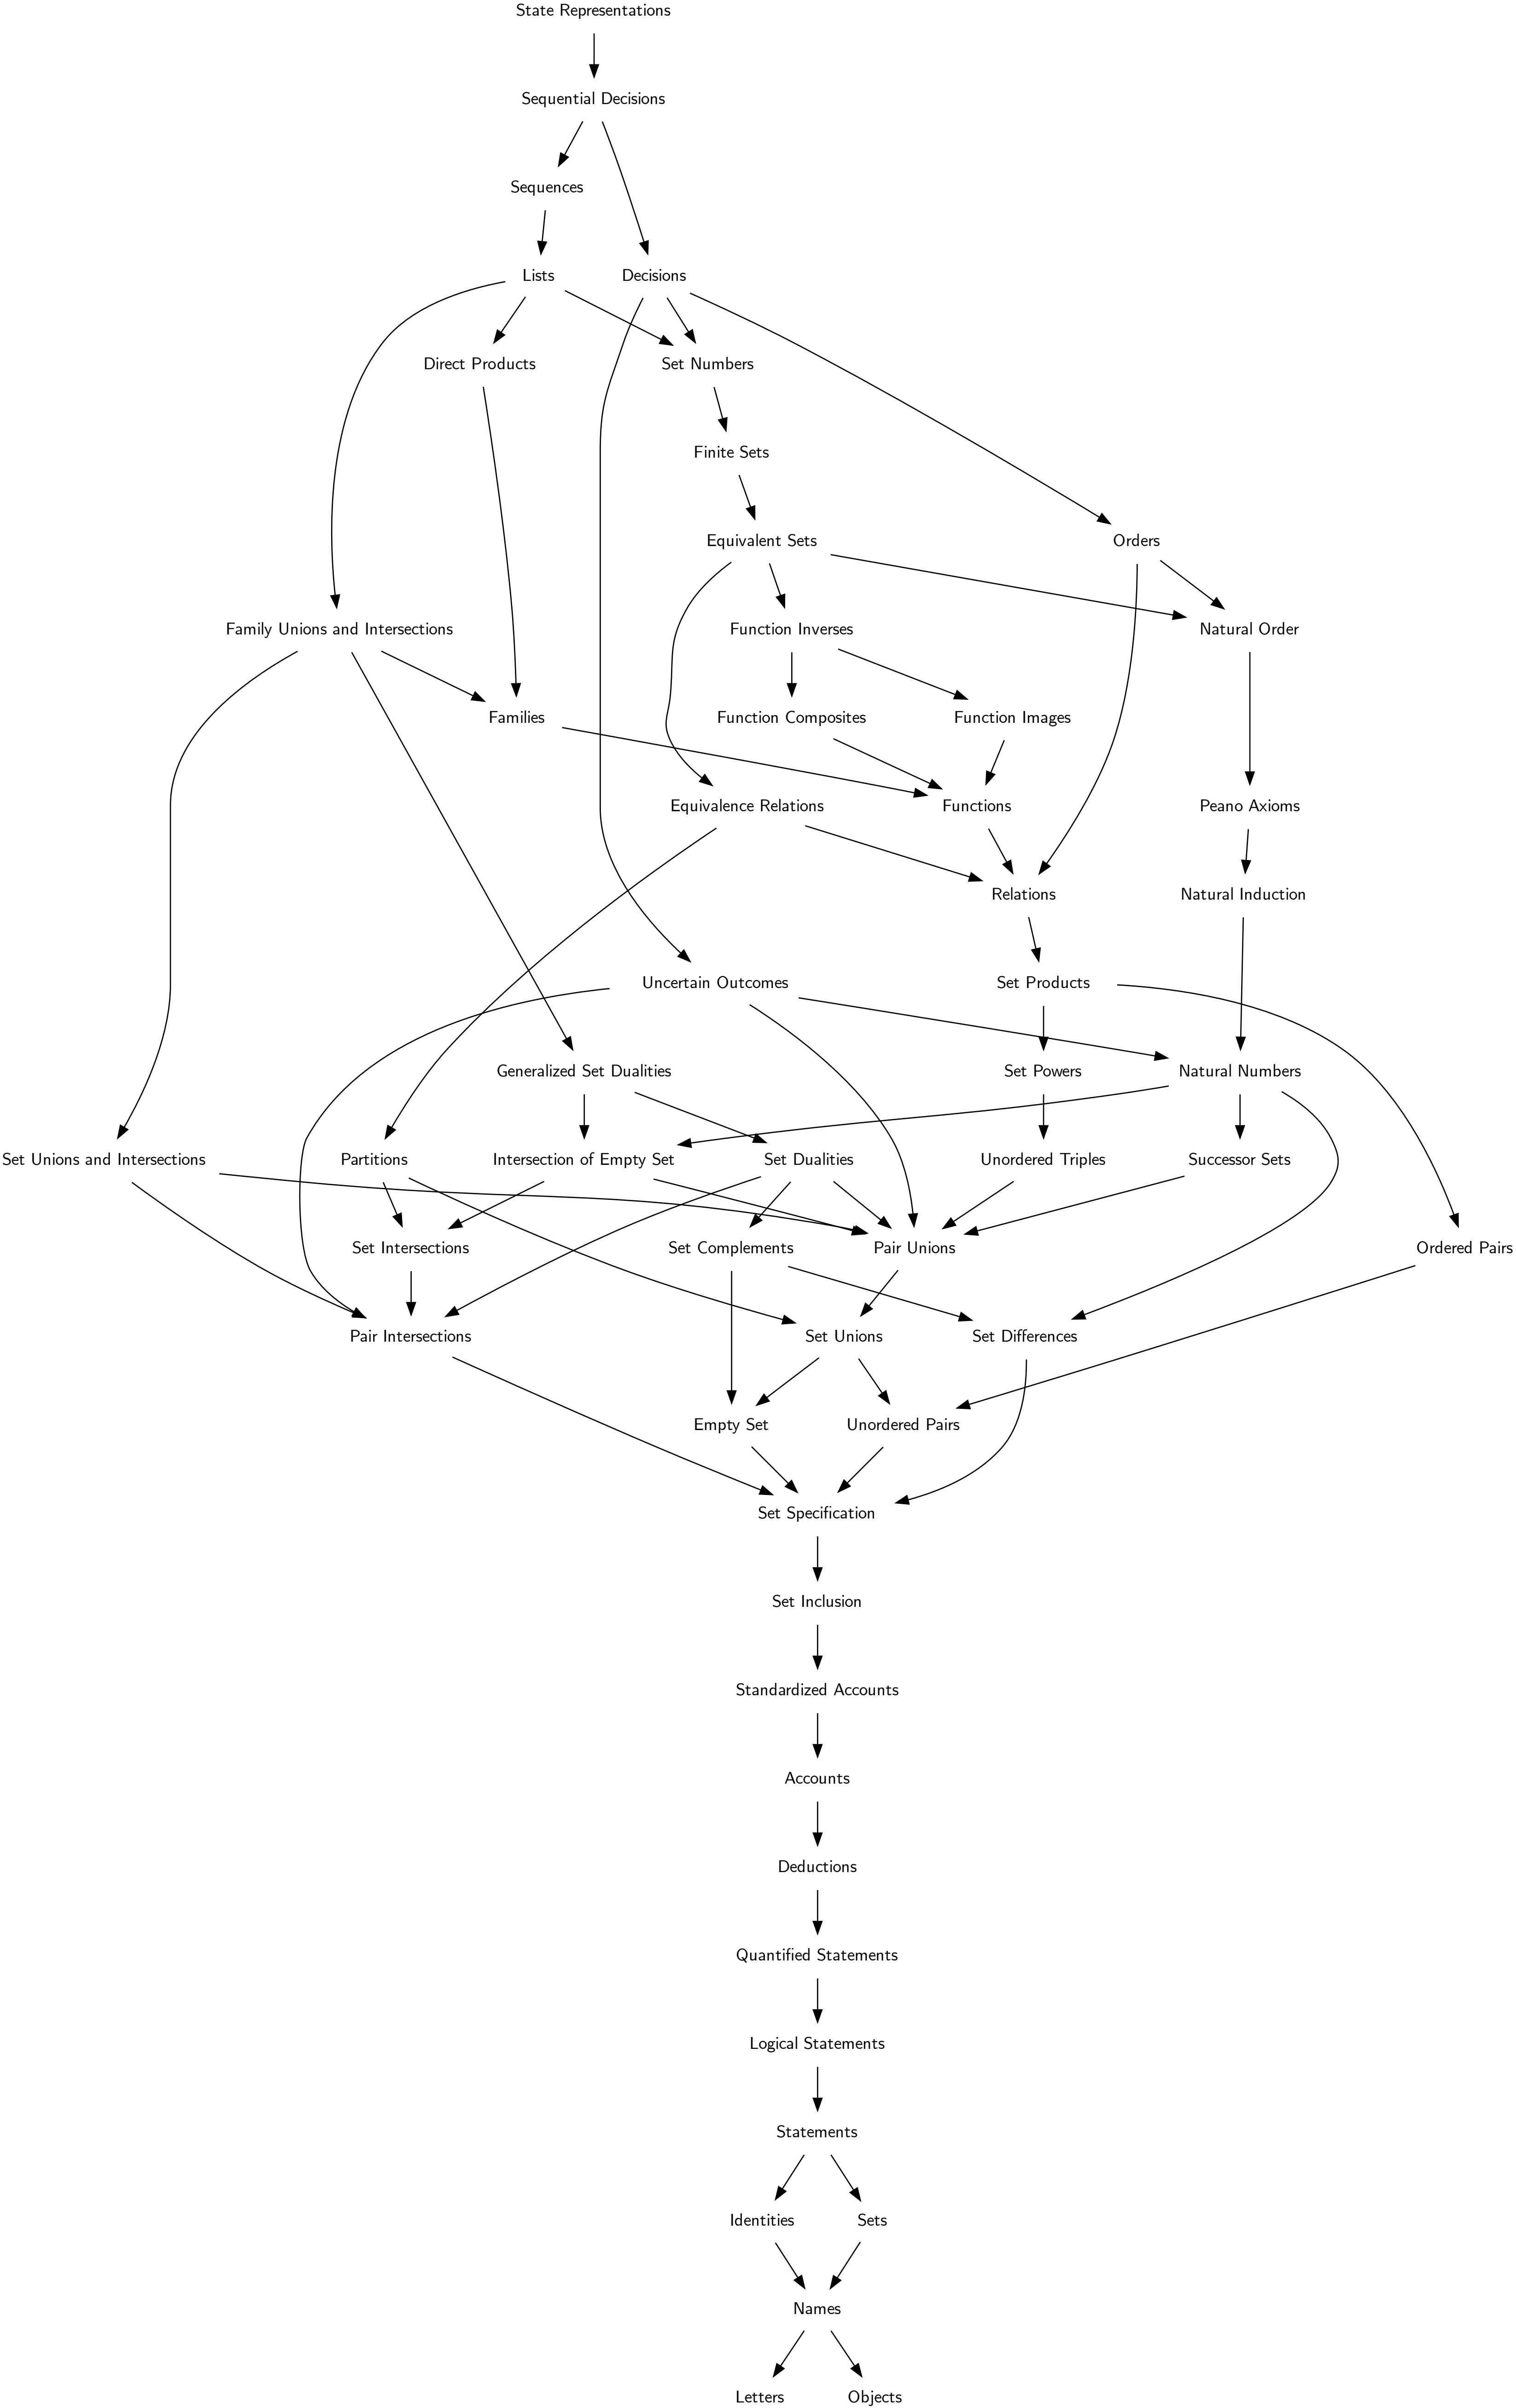 State Representations
Sequential Decisions
Sequences
Lists
Decisions
Direct Products
Set Numbers
Finite Sets
Equivalent Sets
Orders
Family Unions and Intersections
Function Inverses
Natural Order
Families
Function Composites
Function Images
Equivalence Relations
Functions
Peano Axioms
Relations
Natural Induction
Uncertain Outcomes
Set Products
Generalized Set Dualities
Set Powers
Natural Numbers
Set Unions and Intersections
Partitions
Intersection of Empty Set
Set Dualities
Unordered Triples
Successor Sets
Set Intersections
Set Complements
Pair Unions
Ordered Pairs
Pair Intersections
Set Unions
Set Differences
Empty Set
Unordered Pairs
Set Specification
Set Inclusion
Standardized Accounts
Accounts
Deductions
Quantified Statements
Logical Statements
Statements
Identities
Sets
Names
Letters
Objects